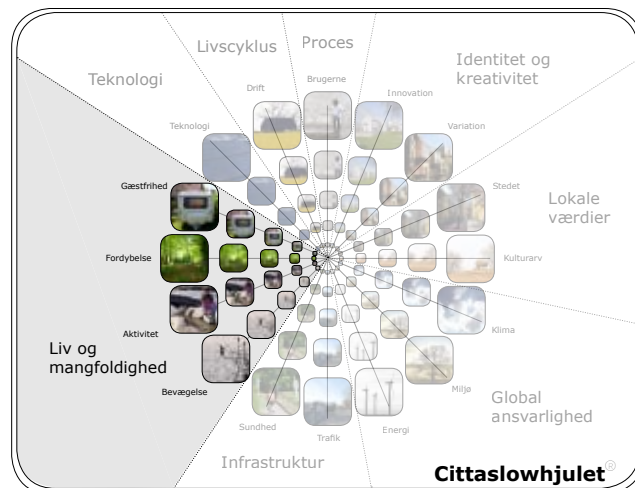 Livscyklus
Proces
Identitet og
kreativitet
Teknologi
Drift
Brugerne
Innovation
Teknologi
Variation
Gæstfrihed
Stedet
Lokale
værdier
Fordybelse
Kulturarv
Aktivitet
Klima
Liv og
mangfoldighed
Bevægelse
Miljø
Global
ansvarlighed
Sundhed
Trafik
Energi
Infrastruktur
Cittaslowhjulet